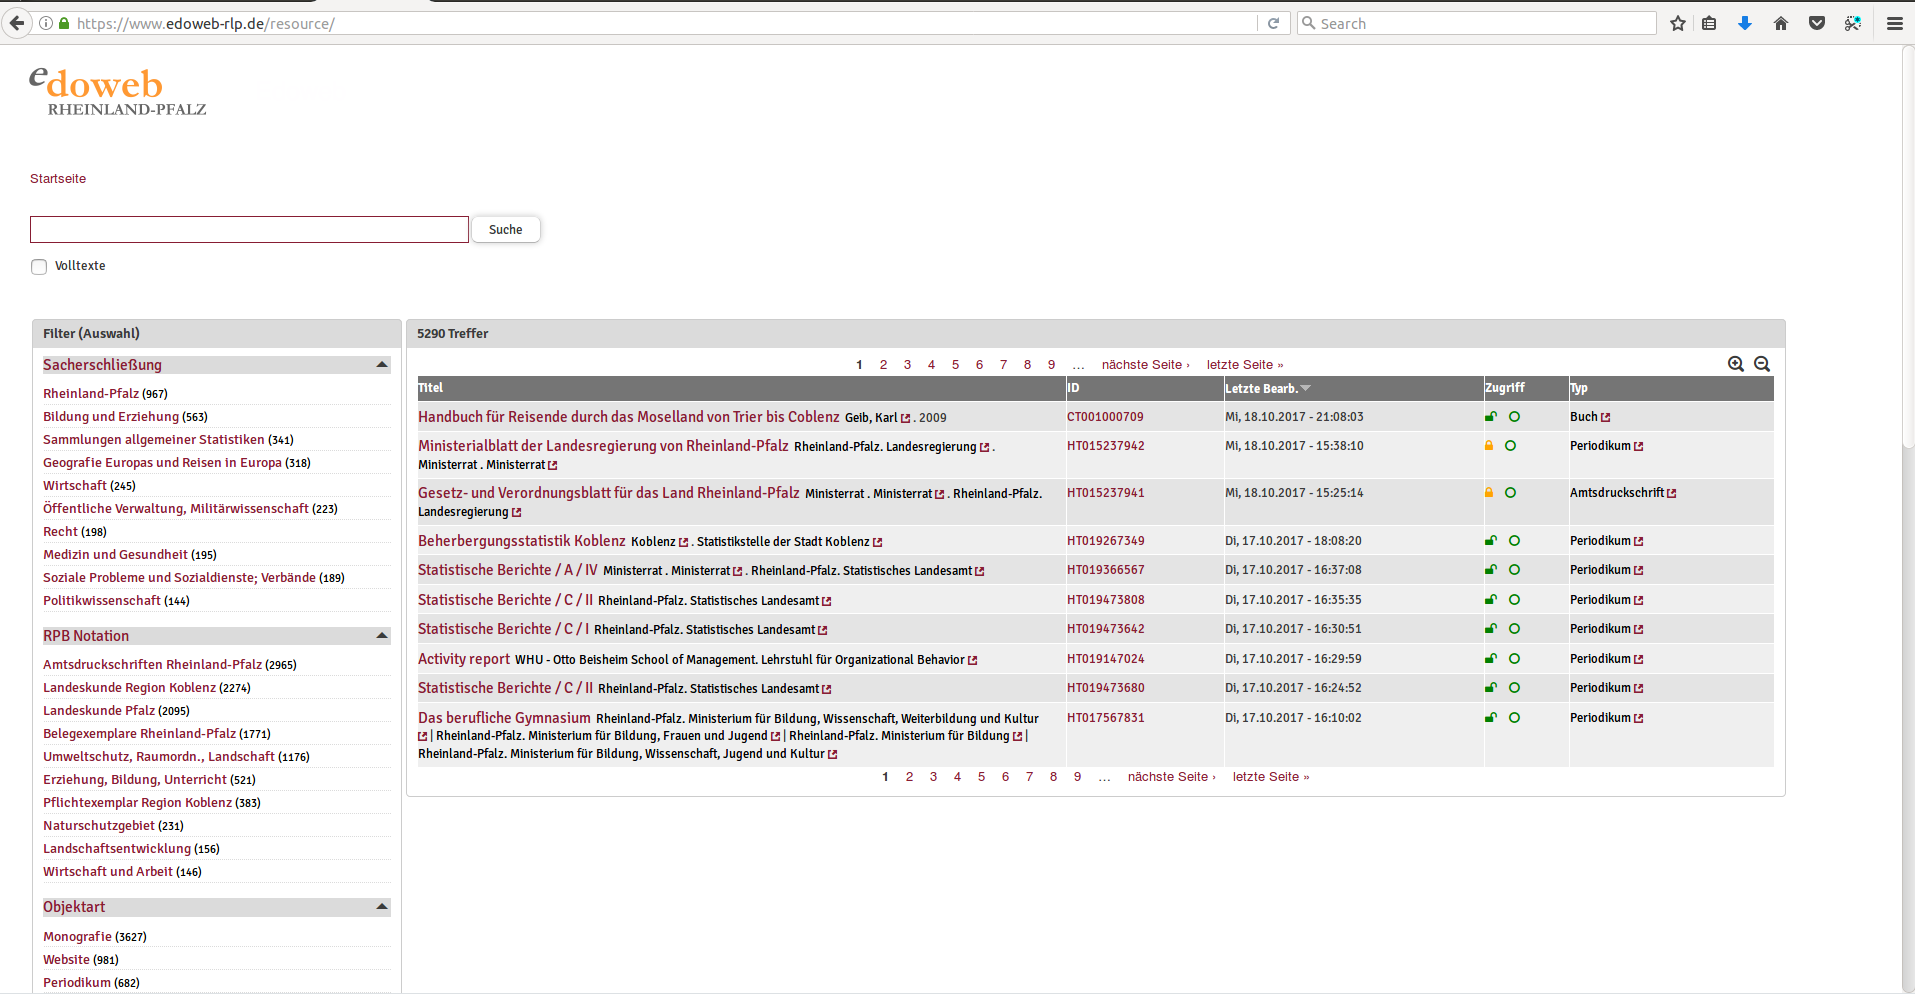 https://www.edoweb-rlp.de/resource/
Search
edoweb
RHEINLAND-PFALZ
Startseite
Suche
Volltexte
Filter (Auswahl)
Sacherschließung
Rheinland-Pfalz (967)
Bildung und Erziehung (563)
Sammlungen allgemeiner Statistiken (341)
Geografie Europas und Reisen in Europa (318)
Wirtschaft (245)
Öffentliche Verwaltung, Militärwissenschaft (223)
Recht (198)
Medizin und Gesundheit (195)
Soziale Probleme und Sozialdienste; Verbände (189)
Politikwissenschaft (144)
RPB Notation
Amtsdruckschriften Rheinland-Pfalz (2965)
Landeskunde Region Koblenz (2274)
Landeskunde Pfalz (2095)
Belegexemplare Rheinland-Pfalz (1771)
Umweltschutz, Raumordn., Landschaft (1176)
Erziehung, Bildung, Unterricht (521)
Pflichtexemplar Region Koblenz (383)
Naturschutzgebiet (231)
Landschaftsentwicklung (156)
Wirtschaft und Arbeit (146)
Objektart
Monografie (3627)
Website (981)
Periodikum (682)
5290 Treffer
1 2 3 4 5 6 7 8 9 … nächste Seite › letzte Seite »
Titel ID Letzte Bearb. Zugriff Typ
Handbuch für Reisende durch das Moselland von Trier bis Coblenz Geib, Karl . 2009 CT001000709 Mi, 18.10.2017 - 21:08:03 Buch
Ministerialblatt der Landesregierung von Rheinland-Pfalz Rheinland-Pfalz. Landesregierung . HT015237942 Mi, 18.10.2017 - 15:38:10 Periodikum
Ministerrat . Ministerrat
Gesetz- und Verordnungsblatt für das Land Rheinland-Pfalz Ministerrat . Ministerrat . Rheinland-Pfalz. HT015237941 Mi, 18.10.2017 - 15:25:14 Amtsdruckschrift
Landesregierung
Beherbergungsstatistik Koblenz Koblenz . Statistikstelle der Stadt Koblenz HT019267349 Di, 17.10.2017 - 18:08:20 Periodikum
Statistische Berichte / A / IV Ministerrat . Ministerrat . Rheinland-Pfalz. Statistisches Landesamt HT019366567 Di, 17.10.2017 - 16:37:08 Periodikum
Statistische Berichte / C / II Rheinland-Pfalz. Statistisches Landesamt HT019473808 Di, 17.10.2017 - 16:35:35 Periodikum
Statistische Berichte / C / I Rheinland-Pfalz. Statistisches Landesamt HT019473642 Di, 17.10.2017 - 16:30:51 Periodikum
Activity report WHU - Otto Beisheim School of Management. Lehrstuhl für Organizational Behavior HT019147024 Di, 17.10.2017 - 16:29:59 Periodikum
Statistische Berichte / C / II Rheinland-Pfalz. Statistisches Landesamt HT019473680 Di, 17.10.2017 - 16:24:52 Periodikum
Das berufliche Gymnasium Rheinland-Pfalz. Ministerium für Bildung, Wissenschaft, Weiterbildung und Kultur HT017567831 Di, 17.10.2017 - 16:10:02 Periodikum
| Rheinland-Pfalz. Ministerium für Bildung, Frauen und Jugend | Rheinland-Pfalz. Ministerium für Bildung |
Rheinland-Pfalz. Ministerium für Bildung, Wissenschaft, Jugend und Kultur
1 2 3 4 5 6 7 8 9 … nächste Seite › letzte Seite »